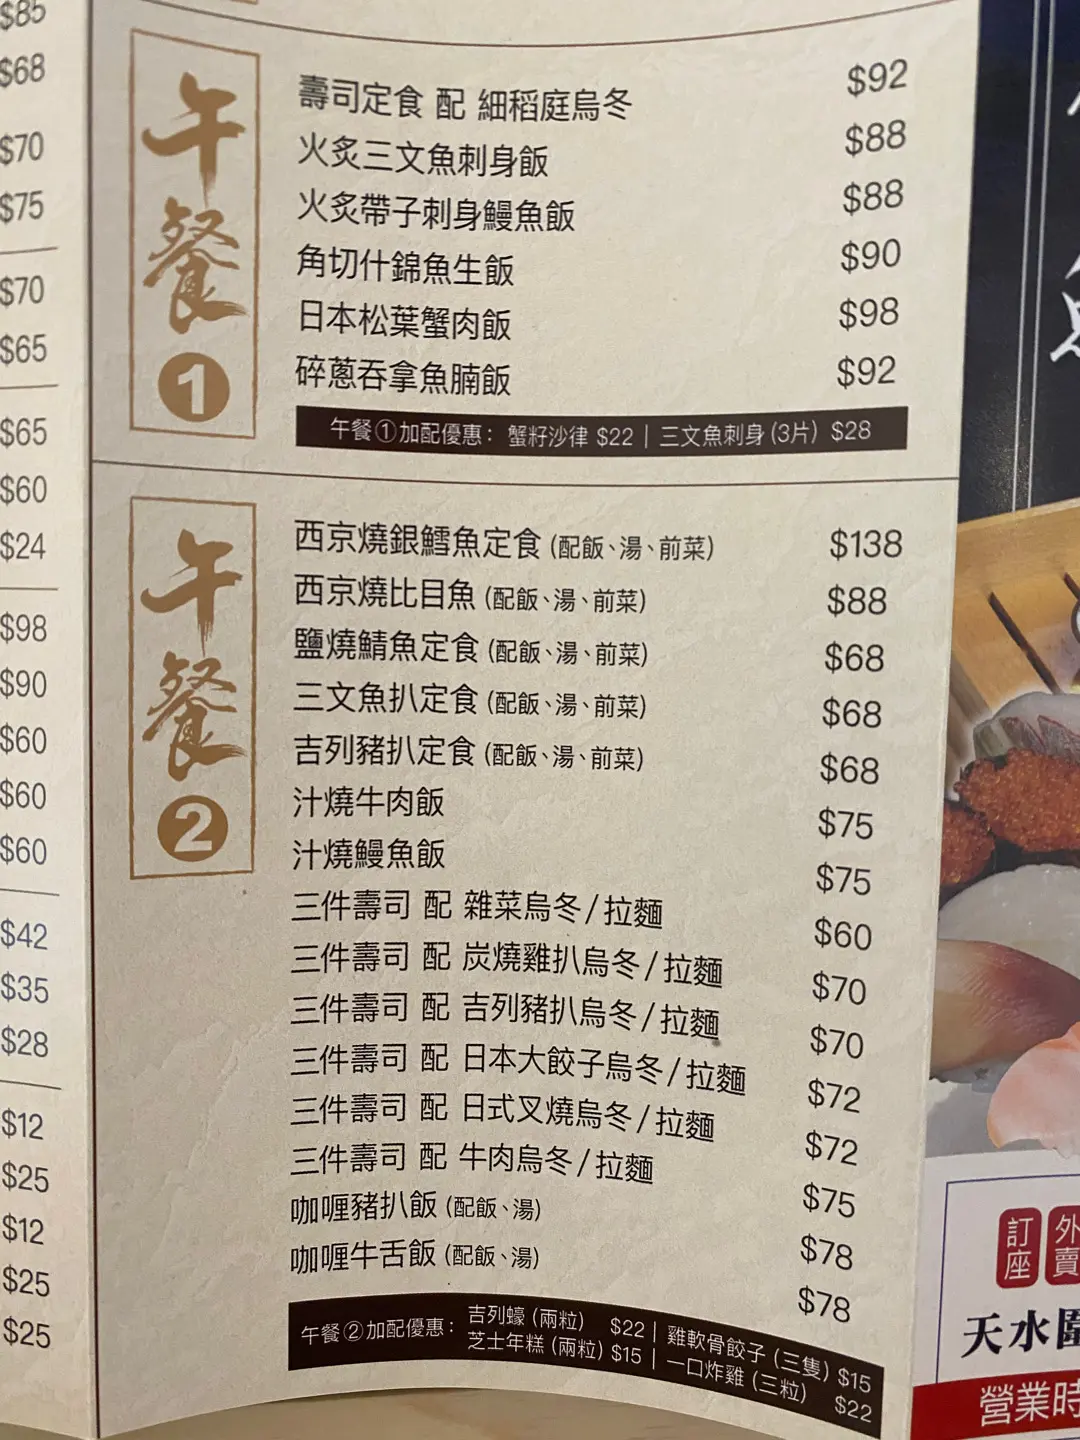 $85
$68
$70
$75
$70
$65
$65
$60
$24
$98
$90
$60
$60
$60
$42
$35
$28
$12
$25
$12
$25
$25
午餐①
壽司定食 配 細稻庭烏冬 $92
火炙三文魚刺身飯 $88
火炙帶子刺身鰻魚飯 $88
角切什錦魚生飯 $90
日本松葉蟹肉飯 $98
碎蔥吞拿魚腩飯 $92
午餐①加配優惠: 蟹籽沙律 $22 | 三文魚刺身 (3片) $28
午餐②
西京燒銀鱈魚定食 (配飯、湯、前菜) $138
西京燒比目魚 (配飯、湯、前菜) $88
鹽燒鯖魚定食 (配飯、湯、前菜) $68
三文魚扒定食 (配飯、湯、前菜) $68
吉列豬扒定食 (配飯、湯、前菜) $68
汁燒牛肉飯 $75
汁燒鰻魚飯 $75
三件壽司 配 雜菜烏冬/拉麵 $60
三件壽司 配 炭燒雞扒烏冬/拉麵 $70
三件壽司 配 吉列豬扒烏冬/拉麵 $70
三件壽司 配 日本大餃子烏冬/拉麵 $72
三件壽司 配 日式叉燒烏冬/拉麵 $72
三件壽司 配 牛肉烏冬/拉麵 $75
咖喱豬扒飯 (配飯、湯) $78
咖喱牛舌飯 (配飯、湯) $78
午餐②加配優惠: 吉列蠔 (兩粒) $22 | 雞軟骨餃子 (三隻) $15
芝士年糕 (兩粒) $15 | 一口炸雞 (三粒) $22
訂座
外賣
天水圍
營業時